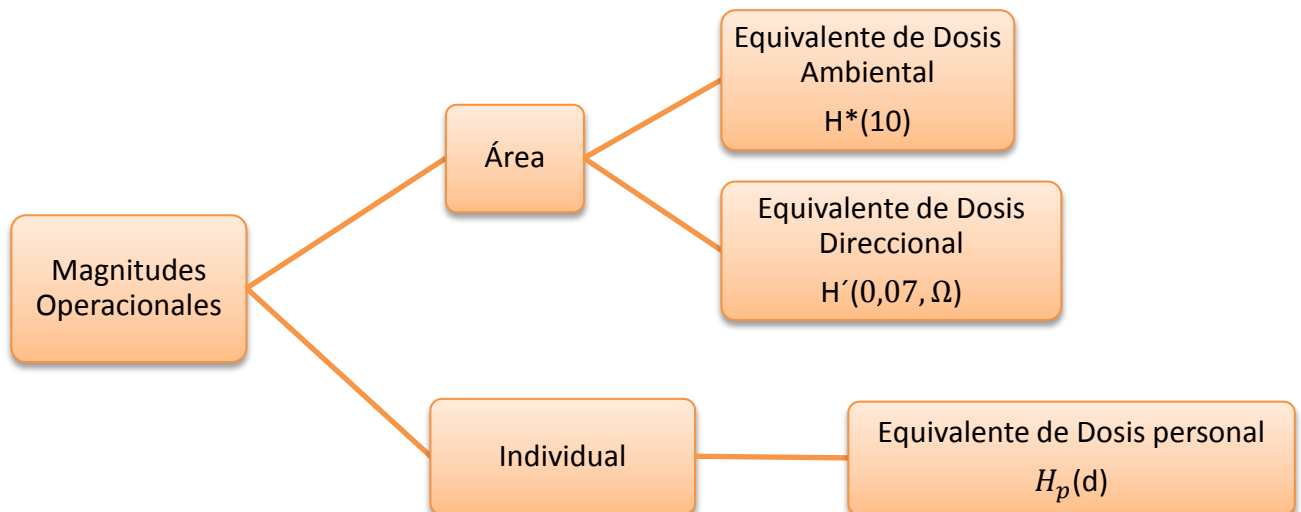 Equivalente de Dosis
Ambiental
H*(10)
Área
Equivalente de Dosis
Direccional
H´(0,07, Ω)
Magnitudes
Operacionales
Individual
Equivalente de Dosis personal
H_p(d)